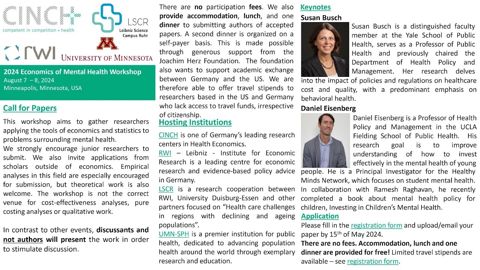 CINCH
competent in competition + health
LSCR
Leibniz Science
Campus Ruhr
RWI
UNIVERSITY OF MINNESOTA
2024 Economics of Mental Health Workshop
August 7 – 8, 2024
Minneapolis, Minnesota, USA
Call for Papers
This workshop aims to gather researchers
applying the tools of economics and statistics to
problems surrounding mental health.
We strongly encourage junior researchers to
submit. We also invite applications from
scholars outside of economics. Empirical
analyses in this field are especially encouraged
for submission, but theoretical work is also
welcome. The workshop is not the correct
venue for cost-effectiveness analyses, pure
costing analyses or qualitative work.
In contrast to other events, discussants and
not authors will present the work in order
to stimulate discussion.
There are no participation fees. We also
provide accommodation, lunch, and one
dinner to submitting authors of accepted
papers. A second dinner is organized on a
self-payer basis. This is made possible
through generous support from the
Joachim Herz Foundation. The foundation
also wants to support academic exchange
between Germany and the US. We are
therefore able to offer travel stipends to
researchers based in the US and Germany
who lack access to travel funds, irrespective
of citizenship.
Hosting Institutions
CINCH is one of Germany's leading research
centers in Health Economics.
RWI – Leibniz - Institute for Economic
Research is a leading centre for economic
research and evidence-based policy advice
in Germany.
LSCR is a research cooperation between
RWI, University Duisburg-Essen and other
partners focused on "Health care challenges
in regions with declining and ageing
populations".
UMN-SPH is a premier institution for public
health, dedicated to advancing population
health around the world through exemplary
research and education.
Keynotes
Susan Busch
Susan Busch is a distinguished faculty
member at the Yale School of Public
Health, serves as a Professor of Public
Health and previously chaired the
Department of Health Policy and
Management. Her research delves
into the impact of policies and regulations on healthcare
cost and quality, with a predominant emphasis on
behavioral health.
Daniel Eisenberg
Daniel Eisenberg is a Professor of Health
Policy and Management in the UCLA
Fielding School of Public Health. His
research goal is to improve
understanding of how to invest
effectively in the mental health of young
people. He is a Principal Investigator for the Healthy
Minds Network, which focuses on student mental health.
In collaboration with Ramesh Raghavan, he recently
completed a book about mental health policy for
children, Investing in Children's Mental Health.
Application
Please fill in the registration form and upload/email your
paper by 15th of May 2024.
There are no fees. Accommodation, lunch and one
dinner are provided for free! Limited travel stipends are
available – see registration form.